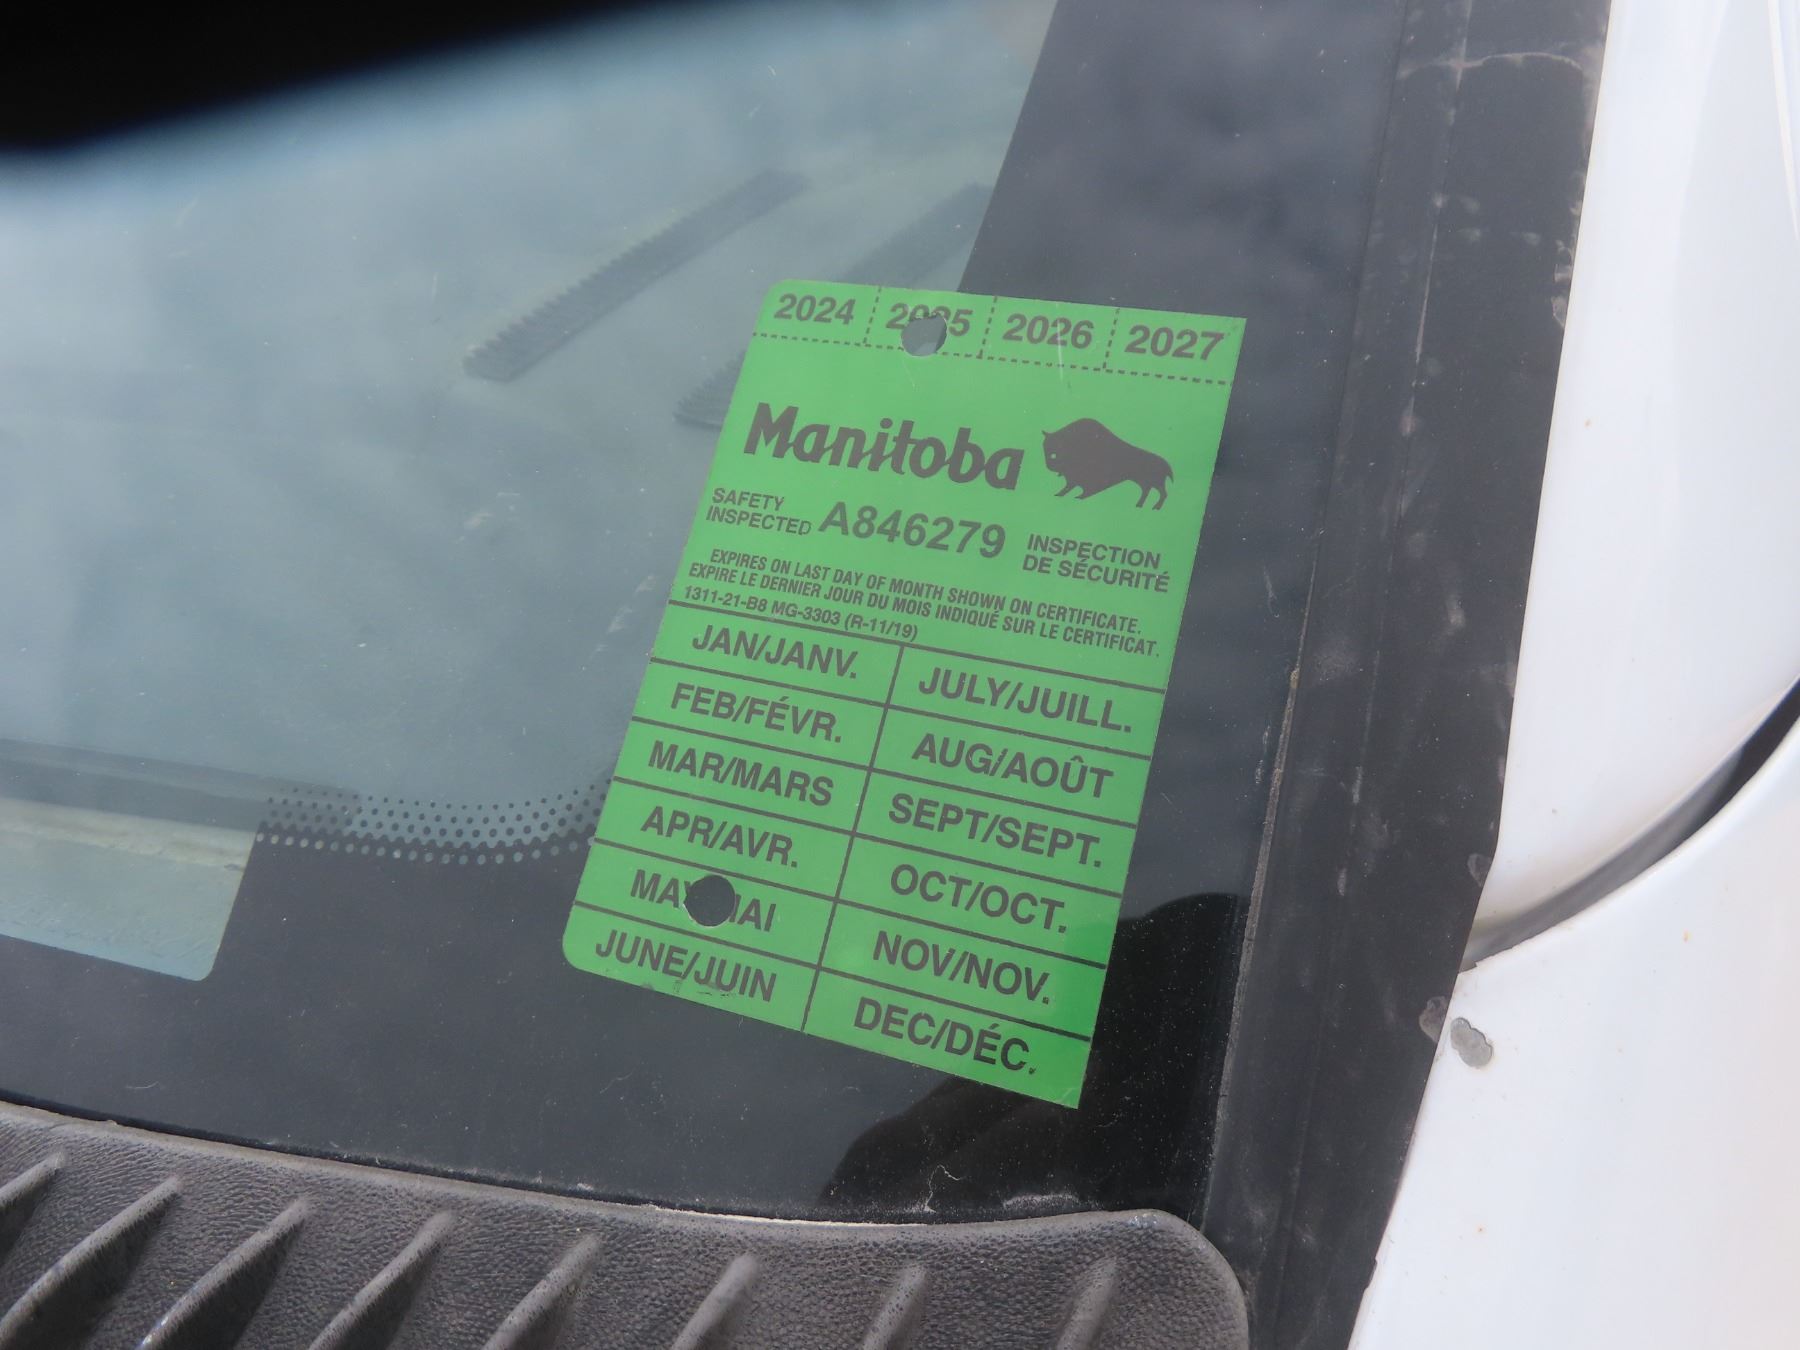 2024 2025 2026 2027
Manitoba
SAFETY INSPECTED A846279 INSPECTION DE SÉCURITÉ
EXPIRES ON LAST DAY OF MONTH SHOWN ON CERTIFICATE.
EXPIRE LE DERNIER JOUR DU MOIS INDIQUÉ SUR LE CERTIFICAT.
1311-21-B8 MG-3303 (R-11/19)
JAN/JANV. JULY/JUILL.
FEB/FÉVR. AUG/AOÛT
MAR/MARS SEPT/SEPT.
APR/AVR. OCT/OCT.
MAY/MAI NOV/NOV.
JUNE/JUIN DEC/DÉC.